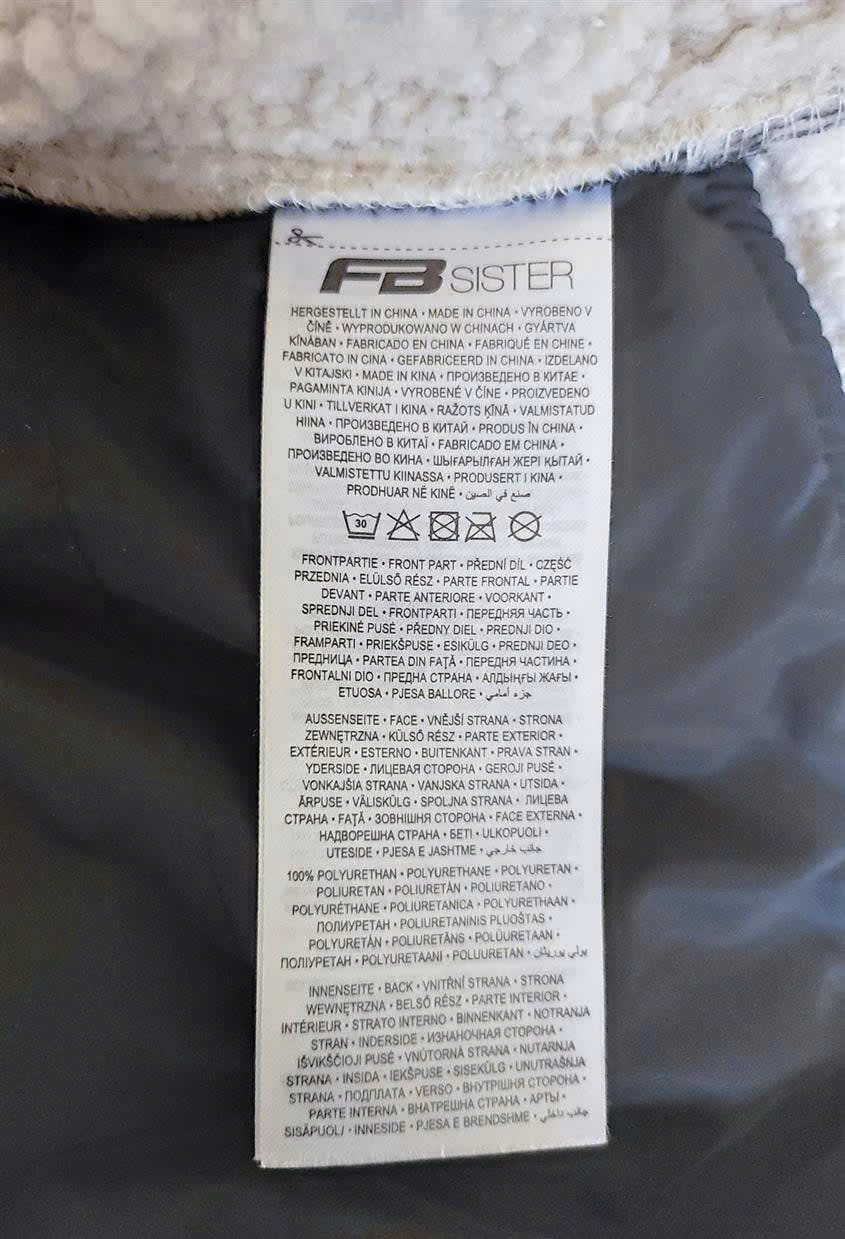 FB SISTER
HERGESTELLT IN CHINA • MADE IN CHINA • VYROBENO V
ČÍNĚ • WYPRODUKOWANO W CHINACH • GYÁRTVA
KÍNÁBAN • FABRICADO EN CHINA • FABRIQUÉ EN CHINE •
FABRICATO IN CINA • GEFABRICEERD IN CHINA • IZDELANO
V KITAJSKI • MADE IN KINA • ПРОИЗВЕДЕНО В КИТАЕ •
PAGAMINTA KINIJA • VYROBENÉ V ČÍNE • PROIZVEDENO
U KINI • TILLVERKAT I KINA • RAŽOTS ĶĪNĀ • VALMISTATUD
HIINA • ПРОИЗВЕДЕНО В КИТАЙ • PRODUS ÎN CHINA •
ВИРОБЛЕНО В КИТАЇ • FABRICADO EM CHINA •
ПРОИЗВЕДЕНО ВО КИНА • ШЫҒАРЫЛҒАН ЖЕРІ ҚЫТАЙ •
VALMISTETTU KIINASSA • PRODUSERT I KINA •
PRODHUAR NË KINË • صنع في الصين
30
FRONTPARTIE • FRONT PART • PŘEDNÍ DÍL • CZĘŚĆ
PRZEDNIA • ELÜLSŐ RÉSZ • PARTE FRONTAL • PARTIE
DEVANT • PARTE ANTERIORE • VOORKANT •
SPREDNJI DEL • FRONTPARTI • ПЕРЕДНЯЯ ЧАСТЬ •
PRIEKINĖ PUSĖ • PŘEDNY DIEL • PREDNJI DIO •
FRAMPARTI • PRIEKŠPUSE • ESIKÜLG • PREDNJI DEO •
ПРЕДНИЦА • PARTEA DIN FAŢĂ • ПЕРЕДНЯ ЧАСТИНА •
FRONTALNI DIO • ПРЕДНА СТРАНА • АЛДЫҢҒЫ ЖАҒЫ •
ETUOSA • PJESA BALLORE • جزء أمامي
AUSSENSEITE • FACE • VNĚJŠÍ STRANA • STRONA
ZEWNĘTRZNA • KÜLSŐ RÉSZ • PARTE EXTERIOR •
EXTÉRIEUR • ESTERNO • BUITENKANT • PRAVA STRAN •
YDERSIDE • ЛИЦЕВАЯ СТОРОНА • GEROJI PUSĖ •
VONKAJŠIA STRANA • VANJSKA STRANA • UTSIDA •
ĀRPUSE • VÄLISKÜLG • SPOLJNA STRANA • ЛИЦЕВА
СТРАНА • FAŢĂ • ЗОВНІШНЯ СТОРОНА • FACE EXTERNA •
НАДВОРЕШНА СТРАНА • БЕТІ • ULKOPUOLI •
UTESIDE • PJESA E JASHTME • جانب خارجي
100% POLYURETHAN • POLYURETHANE • POLYURETAN •
POLIURETAN • POLIURETÁN • POLIURETANO •
POLYURÉTHANE • POLIURETANICA • POLYURETHAAN •
ПОЛИУРЕТАН • POLIURETANINIS PLUOŠTAS •
POLYURETÁN • POLIURETĀNS • POLÜURETAAN •
ПОЛІУРЕТАН • POLYURETAANI • POLUURETAN • بولي يوريثان
INNENSEITE • BACK • VNITŘNÍ STRANA • STRONA
WEWNĘTRZNA • BELSŐ RÉSZ • PARTE INTERIOR •
INTÉRIEUR • STRATO INTERNO • BINNENKANT • NOTRANJA
STRAN • INDERSIDE • ИЗНАНОЧНАЯ СТОРОНА •
IŠVIKŠČIOJI PUSĖ • VNÚTORNÁ STRANA • NUTARNJA
STRANA • INSIDA • IEKŠPUSE • SISEKÜLG • UNUTRAŠNJA
STRANA • ПОДПЛАТА • VERSO • ВНУТРІШНЯ СТОРОНА •
PARTE INTERNA • ВНАТРЕШНА СТРАНА • АРТЫ •
SISÄPUOLI • INNESIDE • PJESA E BRENDSHME • جانب داخلي